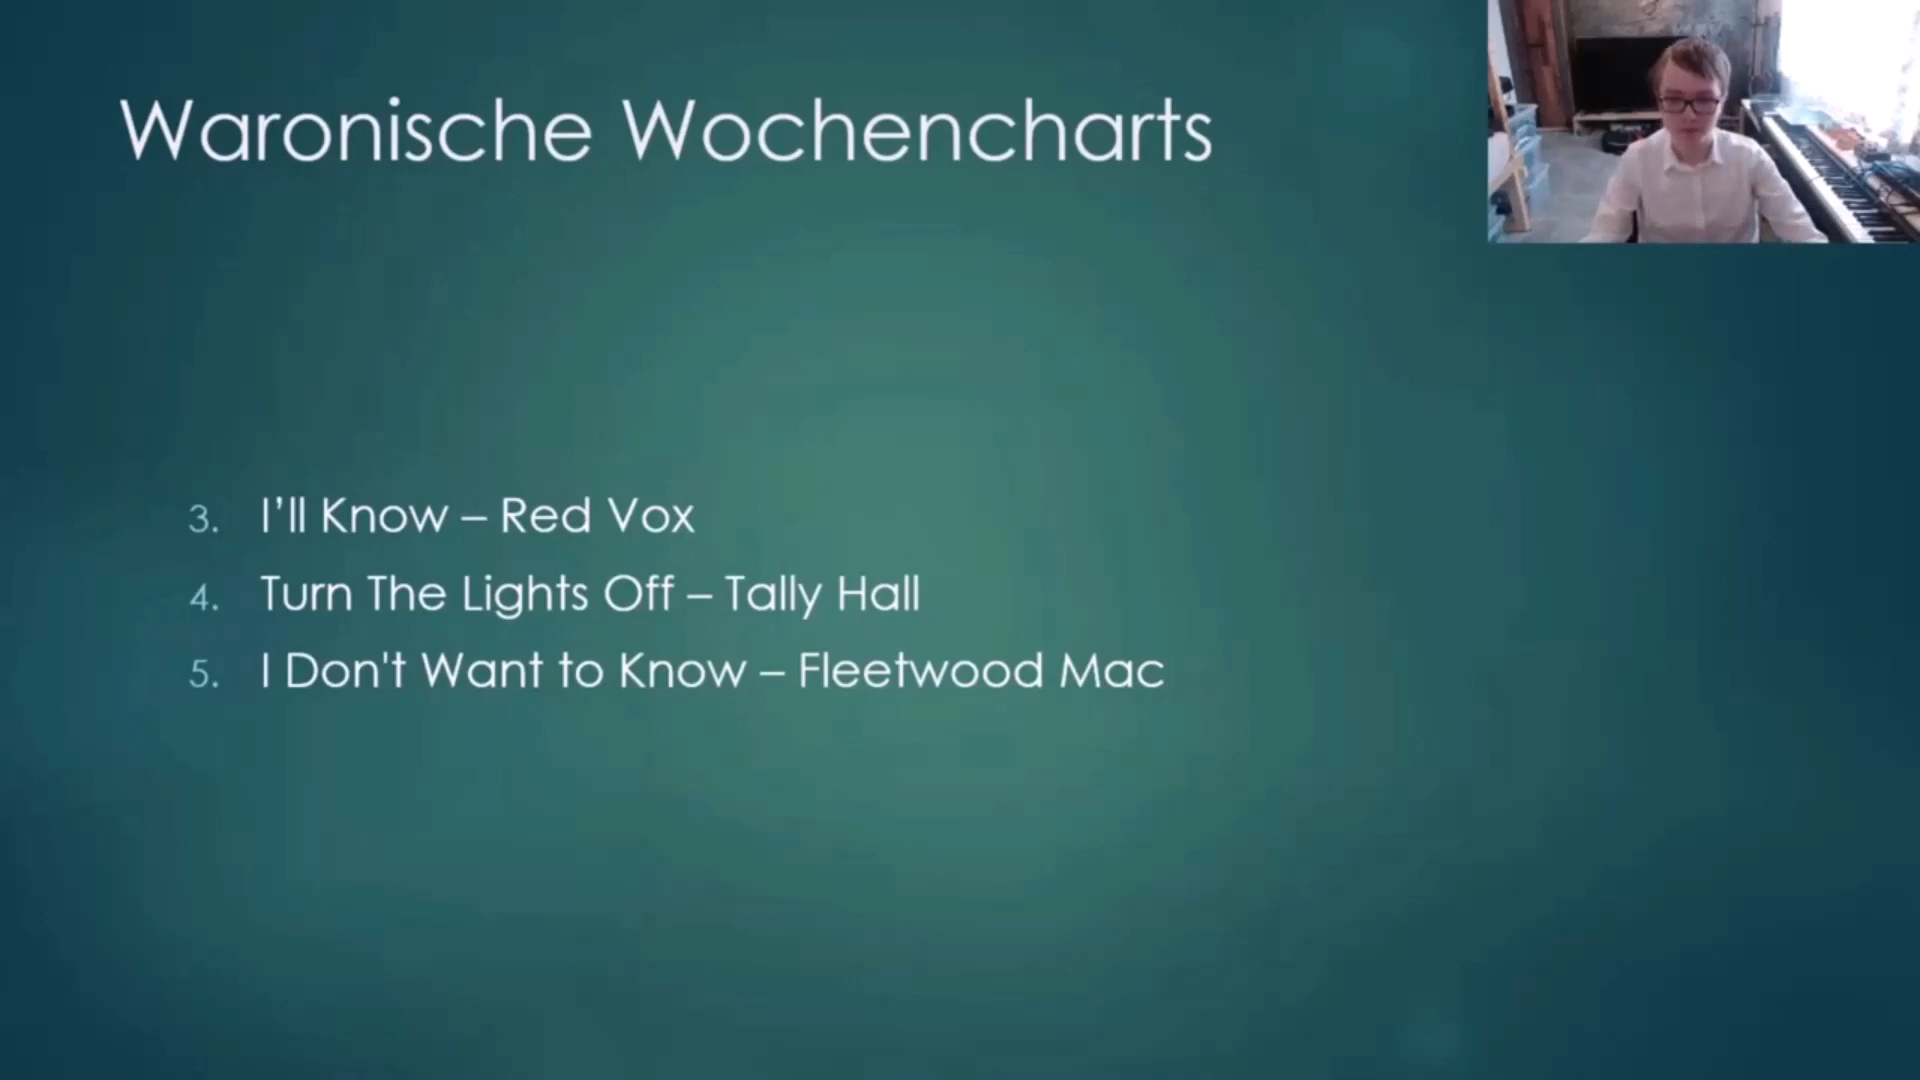 Waronische Wochencharts
3. I’ll Know – Red Vox
4. Turn The Lights Off – Tally Hall
5. I Don't Want to Know – Fleetwood Mac